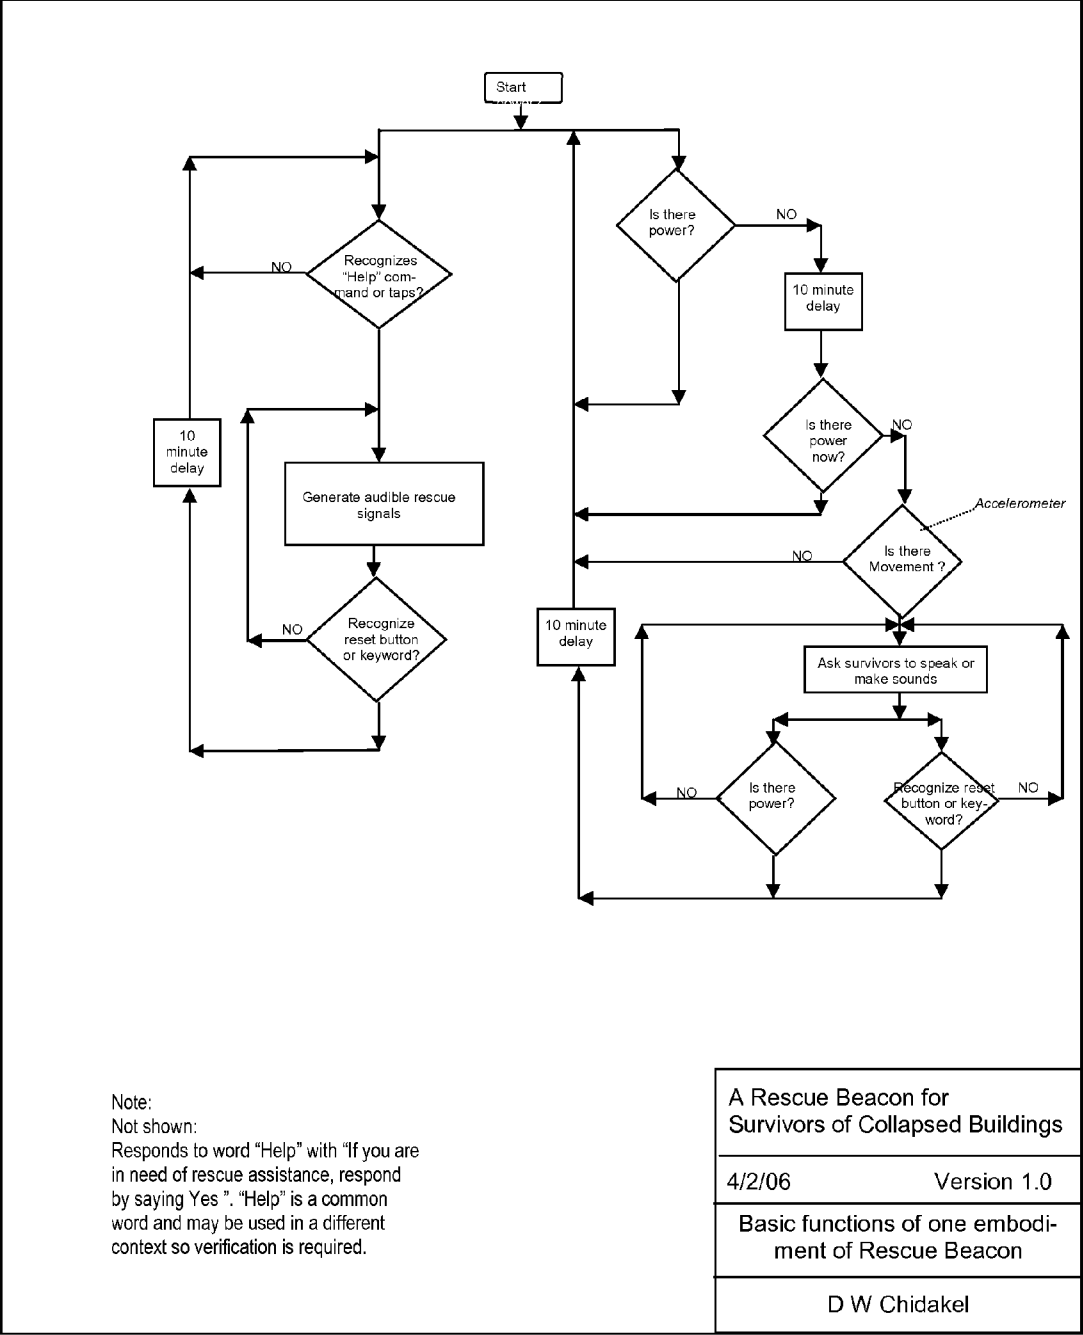 Start
Is there
power?
NO
Recognizes
“Help” com-
mand or taps?
NO
10 minute
delay
Is there
power
now?
NO
10
minute
delay
Generate audible rescue
signals
Accelerometer
Is there
Movement ?
NO
Recognize
reset button
or keyword?
NO
10 minute
delay
Ask survivors to speak or
make sounds
Is there
power?
NO
Recognize reset
button or key-
word?
NO
Note:
Not shown:
Responds to word “Help” with “If you are
in need of rescue assistance, respond
by saying Yes ”. “Help” is a common
word and may be used in a different
context so verification is required.
A Rescue Beacon for
Survivors of Collapsed Buildings
4/2/06 Version 1.0
Basic functions of one embodi-
ment of Rescue Beacon
D W Chidakel